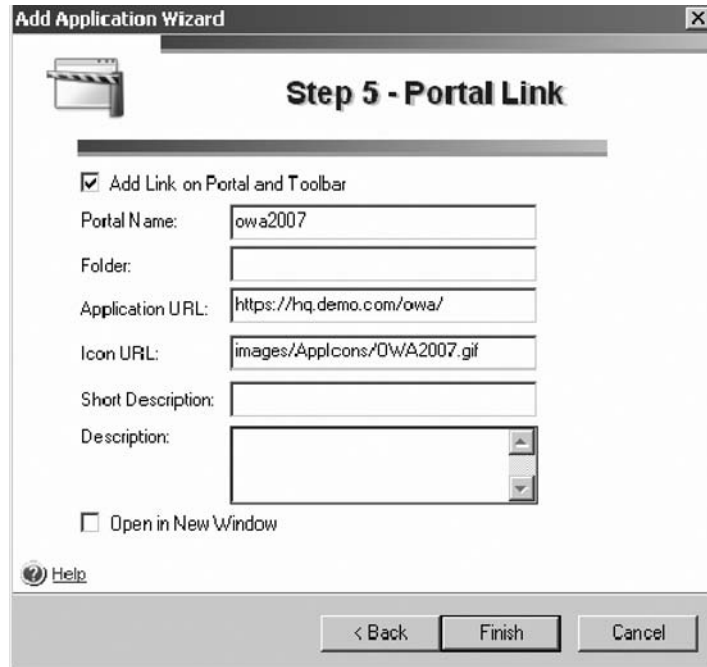 Add Application Wizard
Step 5 - Portal Link
Add Link on Portal and Toolbar
Portal Name: owa2007
Folder:
Application URL: https://hq.demo.com/owa/
Icon URL: images/AppIcons/OWA2007.gif
Short Description:
Description:
Open in New Window
Help
< Back Finish Cancel